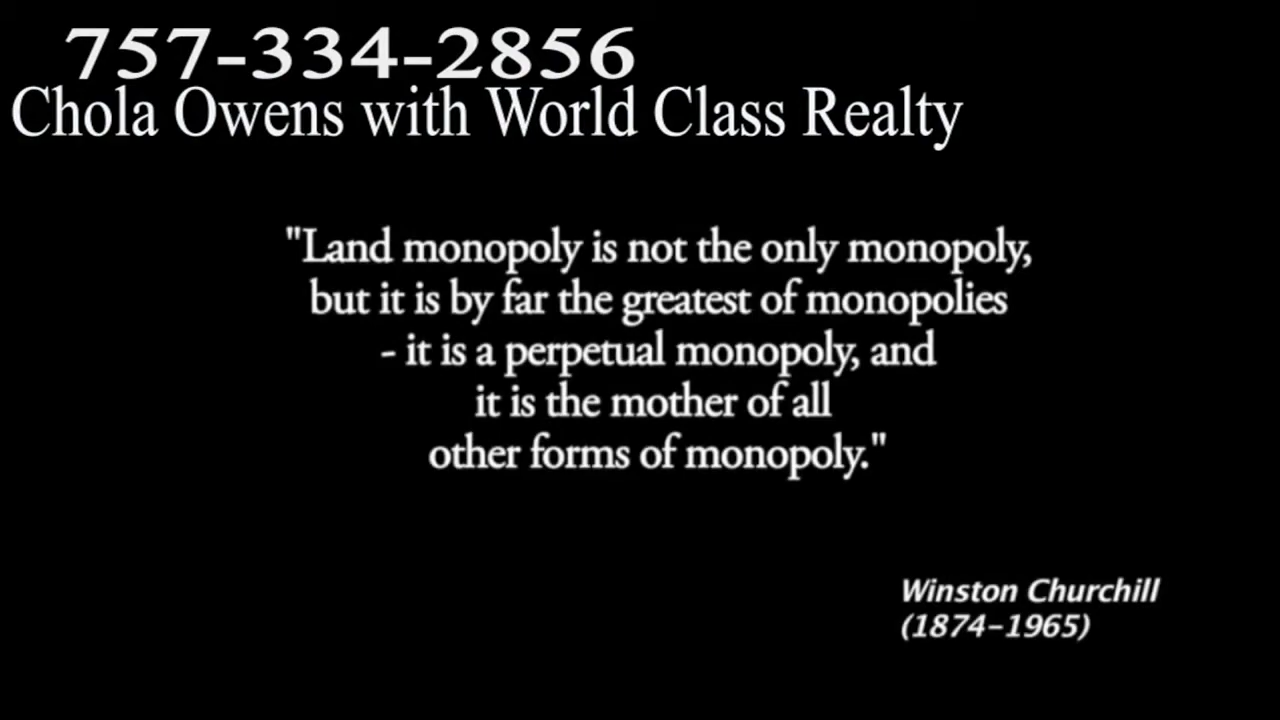 757-334-2856
Chola Owens with World Class Realty
"Land monopoly is not the only monopoly,
but it is by far the greatest of monopolies
- it is a perpetual monopoly, and
it is the mother of all
other forms of monopoly."
Winston Churchill
(1874-1965)